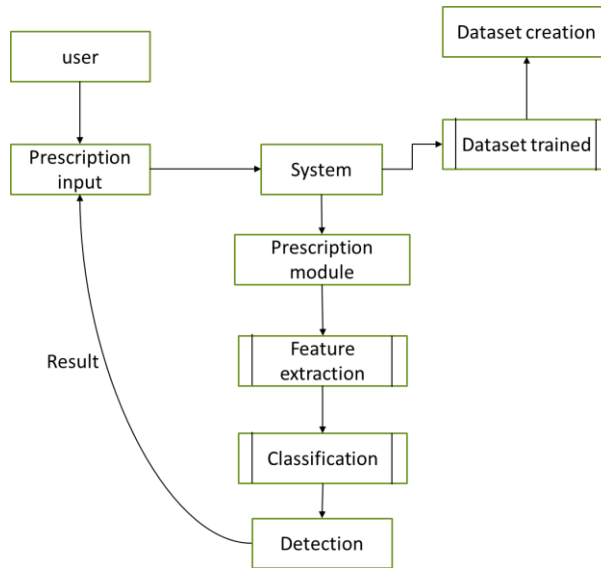 Dataset creation
user
Dataset trained
Prescription
input
System
Prescription
module
Feature
extraction
Result
Classification
Detection